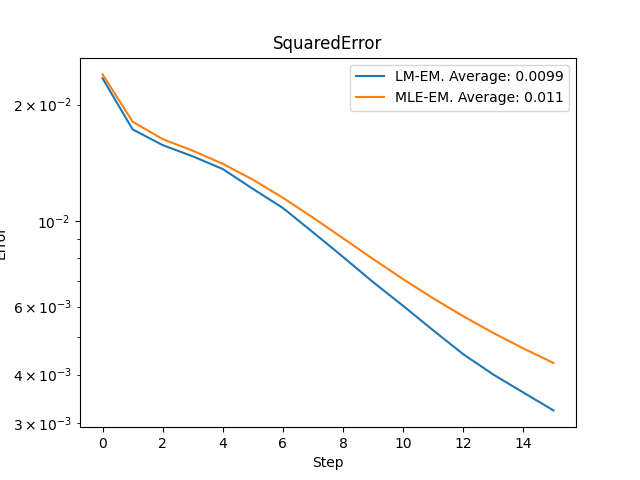 SquaredError
LM-EM. Average: 0.0099
MLE-EM. Average: 0.011
2 × 10⁻²
10⁻²
6 × 10⁻³
4 × 10⁻³
3 × 10⁻³
Error
0 2 4 6 8 10 12 14
Step